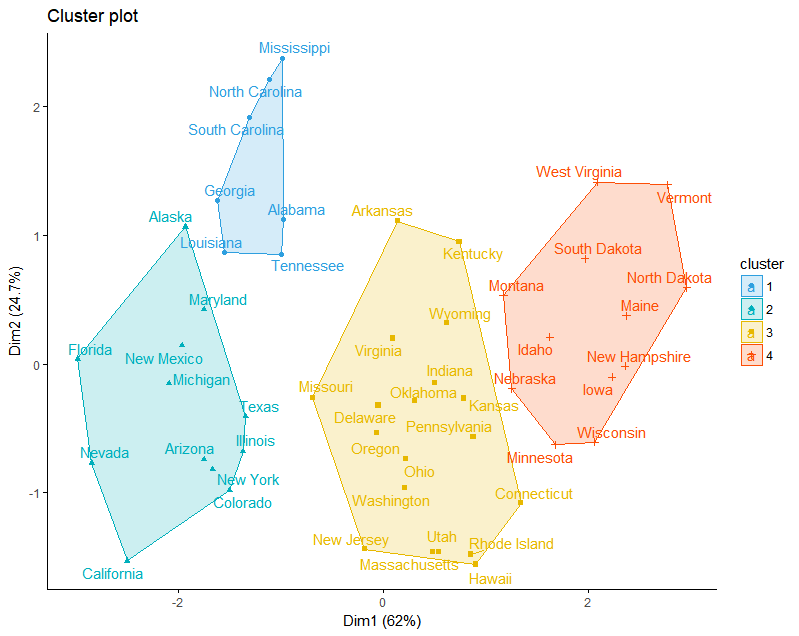 Cluster plot
Mississippi
North Carolina
South Carolina
West Virginia
Georgia
Vermont
Alaska
Alabama
Arkansas
Louisiana
Kentucky
South Dakota
Tennessee
cluster
North Dakota
Montana
1
Maryland
Maine
2
Wyoming
3
Florida
New Mexico
Virginia
Idaho
New Hampshire
4
Michigan
Indiana
Missouri
Oklahoma
Nebraska
Iowa
Texas
Kansas
Delaware
Pennsylvania
Wisconsin
Nevada
Arizona
Illinois
Oregon
Minnesota
New York
Ohio
Colorado
Washington
Connecticut
New Jersey
Utah
Rhode Island
California
Massachusetts
Hawaii
2
1
0
-1
Dim2 (24.7%)
-2
0
2
Dim1 (62%)
a
a
a
a